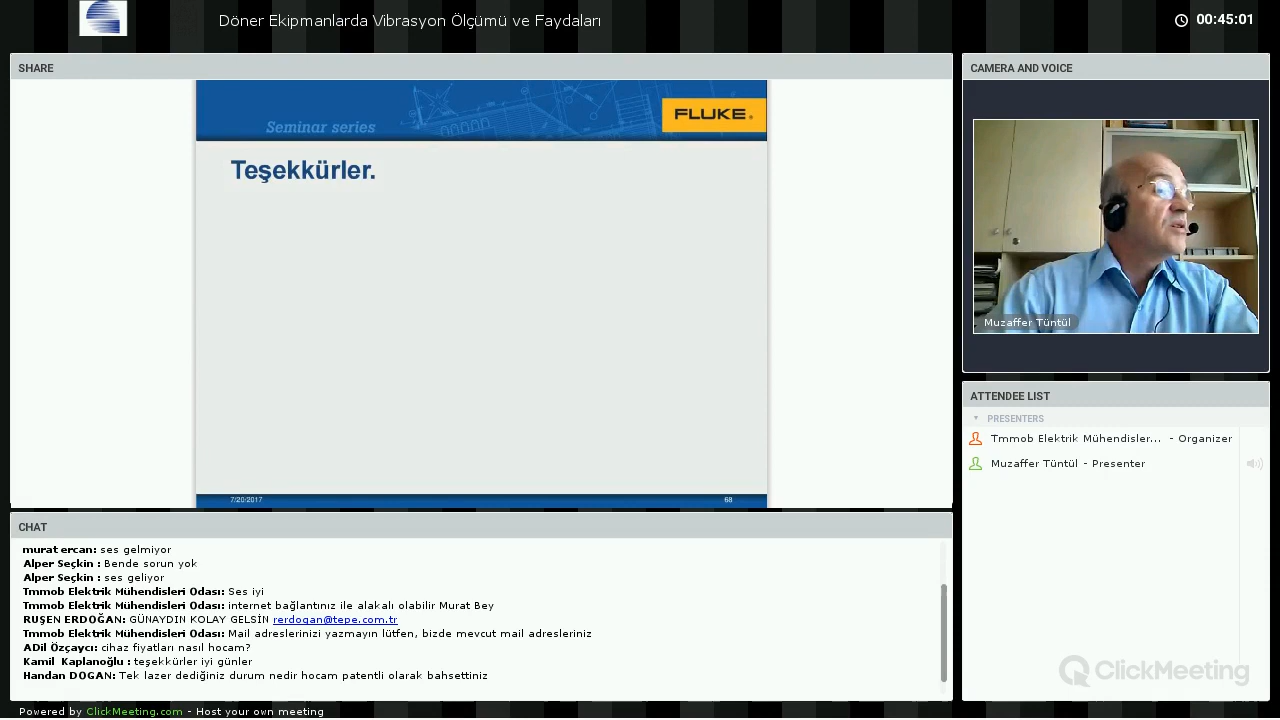 Döner Ekipmanlarda Vibrasyon Ölçümü ve Faydaları
00:45:01
SHARE
Seminar series
FLUKE®
Teşekkürler.
7/20/2017
68
CAMERA AND VOICE
Muzaffer Tüntül
ATTENDEE LIST
PRESENTERS
Tmmob Elektrik Mühendisler... - Organizer
Muzaffer Tüntül - Presenter
ClickMeeting
CHAT
murat ercan: ses gelmiyor
Alper Seçkin : Bende sorun yok
Alper Seçkin : ses geliyor
Tmmob Elektrik Mühendisleri Odası: Ses iyi
Tmmob Elektrik Mühendisleri Odası: internet bağlantınız ile alakalı olabilir Murat Bey
RUŞEN ERDOĞAN: GÜNAYDIN KOLAY GELSİN rerdogan@tepe.com.tr
Tmmob Elektrik Mühendisleri Odası: Mail adreslerinizi yazmayın lütfen, bizde mevcut mail adresleriniz
ADil Özçaycı: cihaz fiyatları nasıl hocam?
Kamil Kaplanoğlu : teşekkürler iyi günler
Handan DOGAN: Tek lazer dediğiniz durum nedir hocam patentli olarak bahsettiniz
Powered by ClickMeeting.com - Host your own meeting